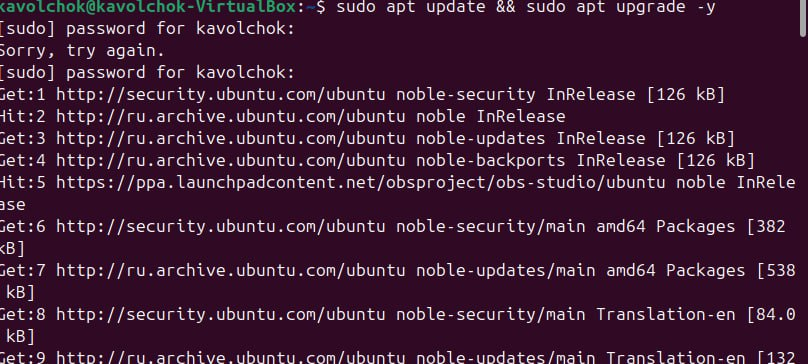 kavolchok@kavolchok-VirtualBox:~$ sudo apt update && sudo apt upgrade -y
[sudo] password for kavolchok:
Sorry, try again.
[sudo] password for kavolchok:
Get:1 http://security.ubuntu.com/ubuntu noble-security InRelease [126 kB]
Hit:2 http://ru.archive.ubuntu.com/ubuntu noble InRelease
Get:3 http://ru.archive.ubuntu.com/ubuntu noble-updates InRelease [126 kB]
Get:4 http://ru.archive.ubuntu.com/ubuntu noble-backports InRelease [126 kB]
Hit:5 https://ppa.launchpadcontent.net/obsproject/obs-studio/ubuntu noble InRele
ase
Get:6 http://security.ubuntu.com/ubuntu noble-security/main amd64 Packages [382
kB]
Get:7 http://ru.archive.ubuntu.com/ubuntu noble-updates/main amd64 Packages [538
 kB]
Get:8 http://security.ubuntu.com/ubuntu noble-security/main Translation-en [84.0
 kB]
Get:9 http://ru.archive.ubuntu.com/ubuntu noble-updates/main Translation-en [132